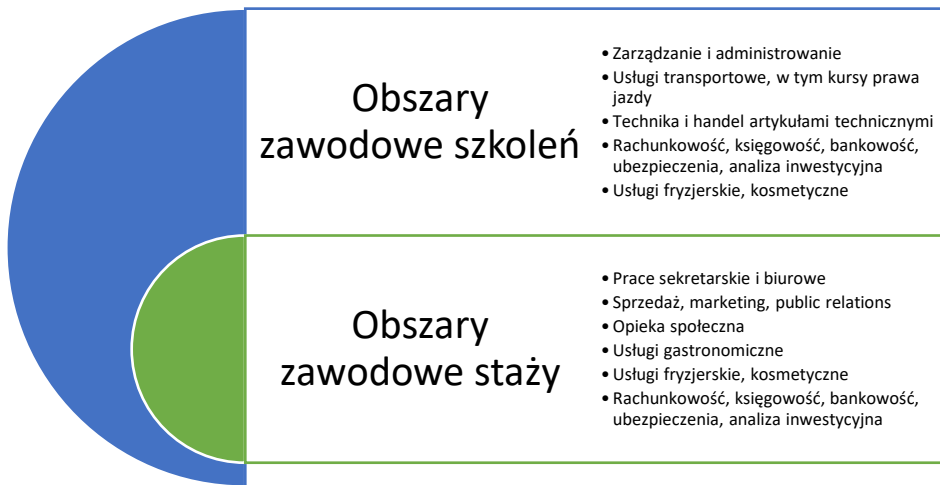 Obszary
zawodowe szkoleń
• Zarządzanie i administrowanie
• Usługi transportowe, w tym kursy prawa
jazdy
• Technika i handel artykułami technicznymi
• Rachunkowość, księgowość, bankowość,
ubezpieczenia, analiza inwestycyjna
• Usługi fryzjerskie, kosmetyczne
Obszary
zawodowe staży
• Prace sekretarskie i biurowe
• Sprzedaż, marketing, public relations
• Opieka społeczna
• Usługi gastronomiczne
• Usługi fryzjerskie, kosmetyczne
• Rachunkowość, księgowość, bankowość,
ubezpieczenia, analiza inwestycyjna